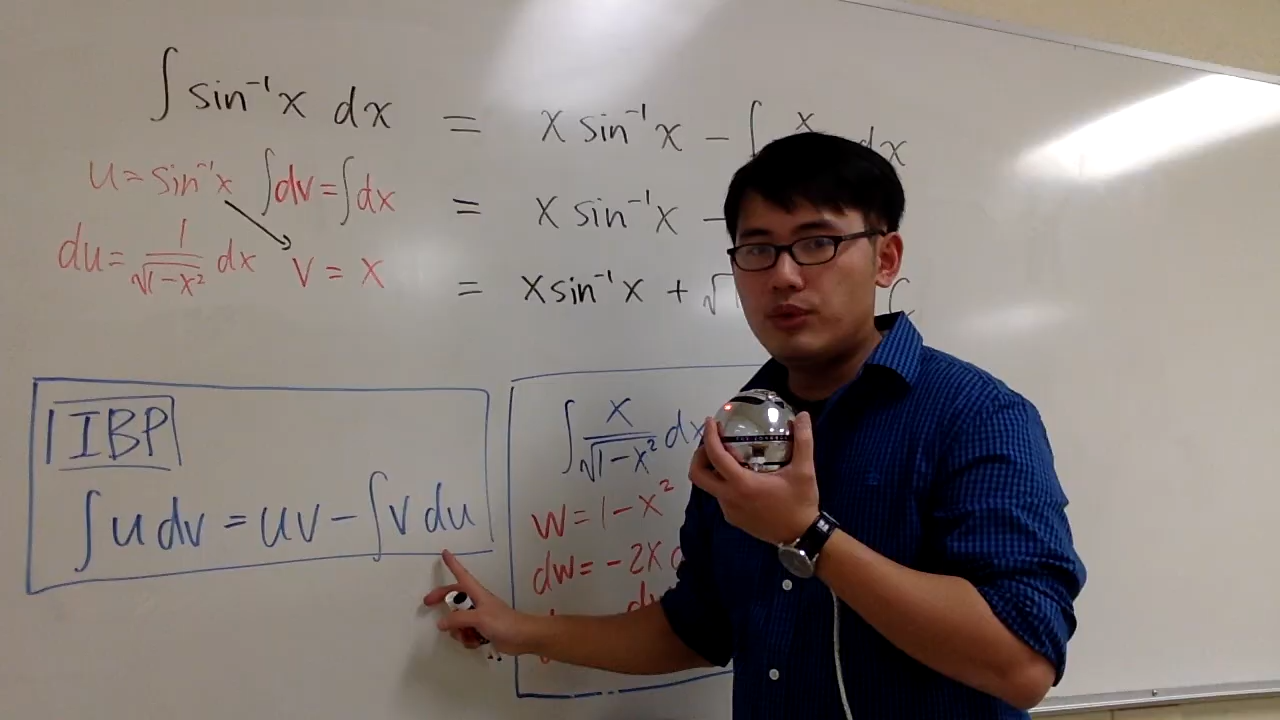 ∫ sin⁻¹x dx = x sin⁻¹x − ∫ x dx
u = sin⁻¹x ∫dv = ∫dx = x sin⁻¹x −
du = 1/√(1−x²) dx v = x = x sin⁻¹x + √
IBP
∫ u dv = uv − ∫ v du
∫ x/√(1−x²) dx
w = 1 − x²
dw = −2x